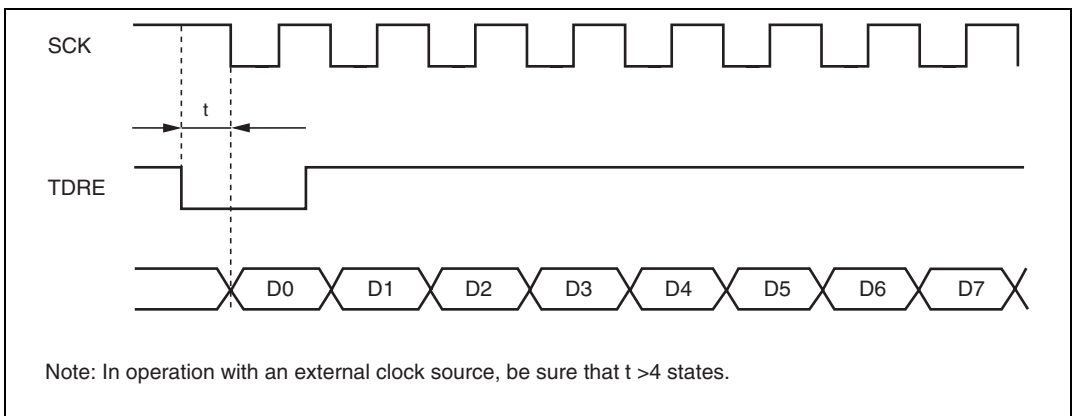 SCK
t
TDRE
D0 D1 D2 D3 D4 D5 D6 D7
Note: In operation with an external clock source, be sure that t >4 states.